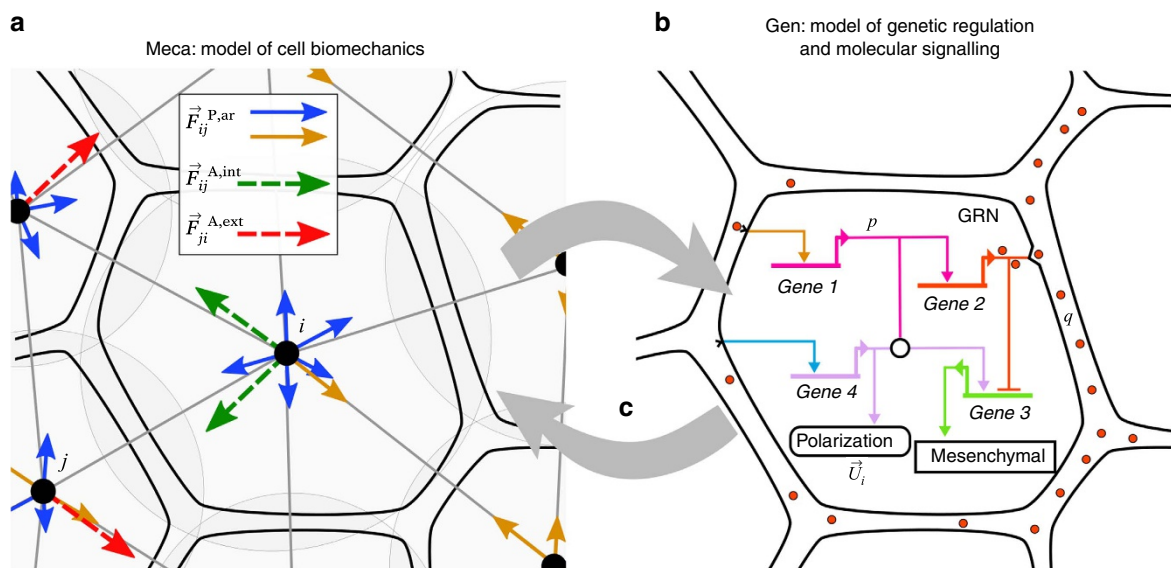 a
Meca: model of cell biomechanics
F⃗ij P,ar
F⃗ij A,int
F⃗ji A,ext
i
j
b
Gen: model of genetic regulation
and molecular signalling
GRN
p
Gene 1
Gene 2
q
Gene 4
Gene 3
Polarization
U⃗i
Mesenchymal
c